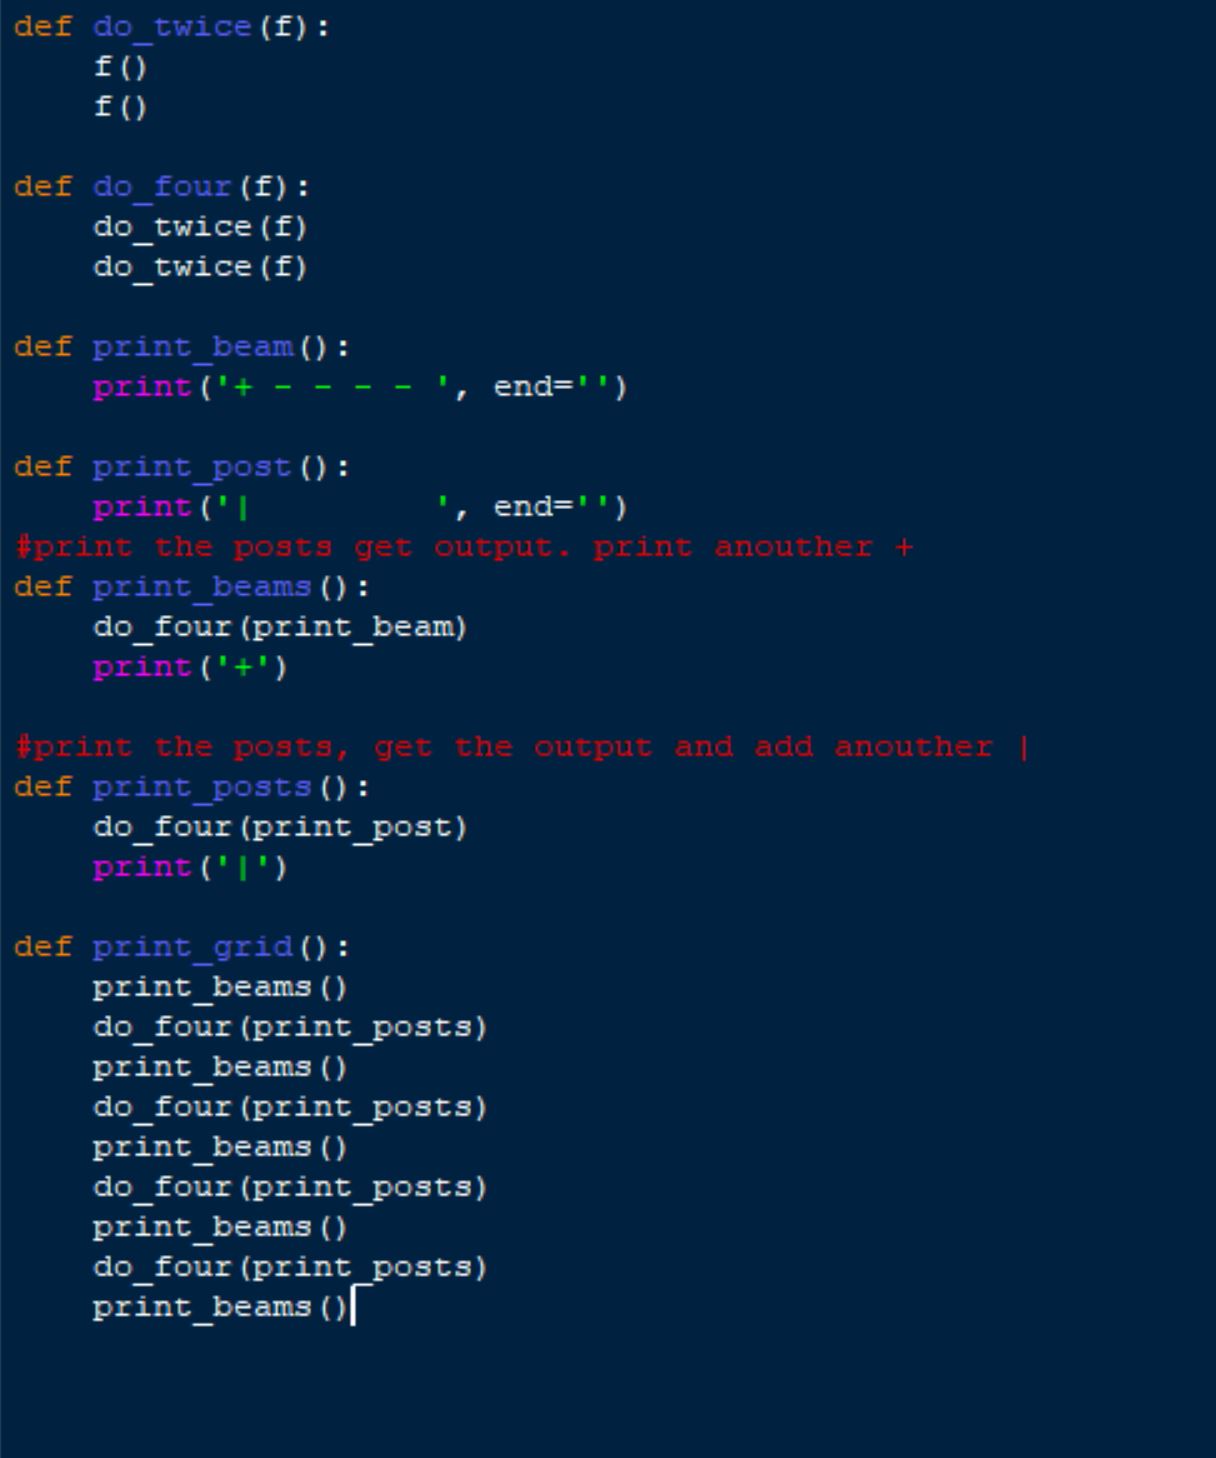 def do_twice(f):
    f()
    f()

def do_four(f):
    do_twice(f)
    do_twice(f)

def print_beam():
    print('+ - - - - ', end='')

def print_post():
    print('|         ', end='')
#print the posts get output. print anouther +
def print_beams():
    do_four(print_beam)
    print('+')

#print the posts, get the output and add anouther |
def print_posts():
    do_four(print_post)
    print('|')

def print_grid():
    print_beams()
    do_four(print_posts)
    print_beams()
    do_four(print_posts)
    print_beams()
    do_four(print_posts)
    print_beams()
    do_four(print_posts)
    print_beams()